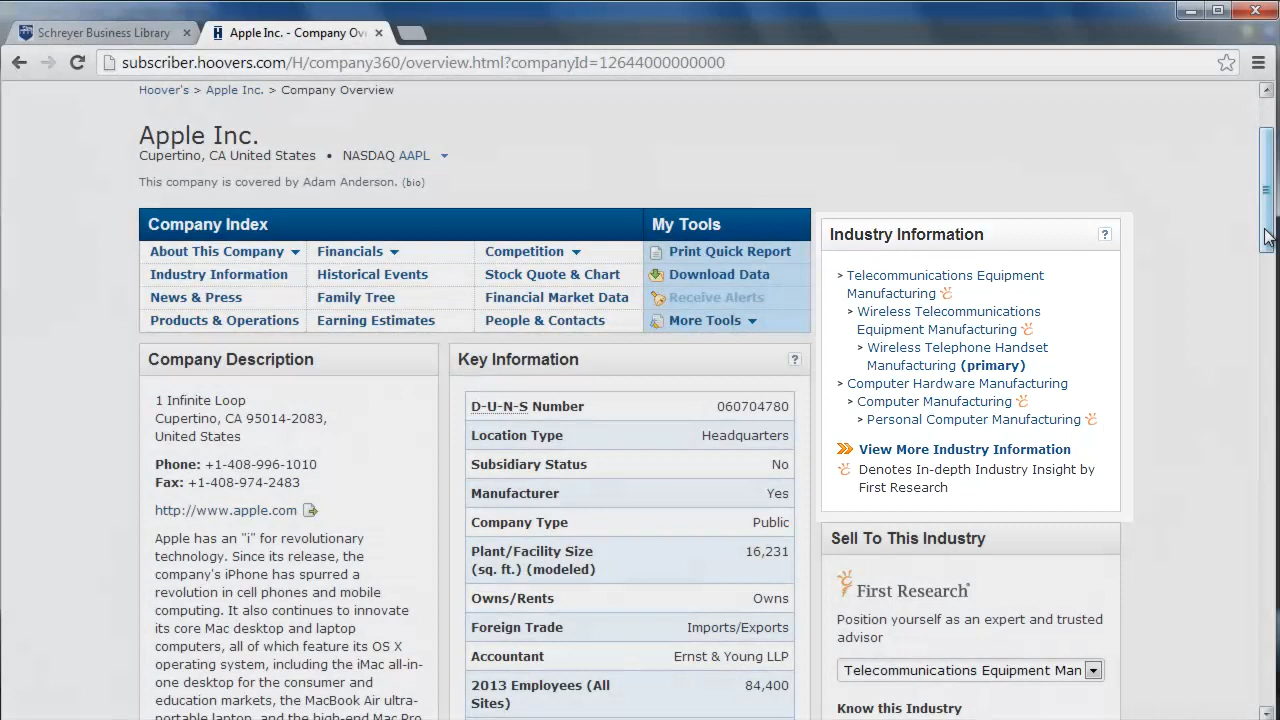 Schreyer Business Library
Apple Inc. - Company Ov
subscriber.hoovers.com/H/company360/overview.html?companyId=12644000000000
Hoover's > Apple Inc. > Company Overview
Apple Inc.
Cupertino, CA United States • NASDAQ AAPL
This company is covered by Adam Anderson. (bio)
Company Index
About This Company
Financials
Competition
Industry Information
Historical Events
Stock Quote & Chart
News & Press
Family Tree
Financial Market Data
Products & Operations
Earning Estimates
People & Contacts
My Tools
Print Quick Report
Download Data
Receive Alerts
More Tools
Company Description
1 Infinite Loop
Cupertino, CA 95014-2083,
United States
Phone: +1-408-996-1010
Fax: +1-408-974-2483
http://www.apple.com
Apple has an "i" for revolutionary
technology. Since its release, the
company's iPhone has spurred a
revolution in cell phones and mobile
computing. It also continues to innovate
its core Mac desktop and laptop
computers, all of which feature its OS X
operating system, including the iMac all-in-
one desktop for the consumer and
education markets, the MacBook Air ultra-
portable laptop, and the high-end Mac Pro
Key Information
?
D-U-N-S Number 060704780
Location Type Headquarters
Subsidiary Status No
Manufacturer Yes
Company Type Public
Plant/Facility Size 16,231
(sq. ft.) (modeled)
Owns/Rents Owns
Foreign Trade Imports/Exports
Accountant Ernst & Young LLP
2013 Employees (All 84,400
Sites)
Industry Information
?
> Telecommunications Equipment
Manufacturing
> Wireless Telecommunications
Equipment Manufacturing
> Wireless Telephone Handset
Manufacturing (primary)
> Computer Hardware Manufacturing
> Computer Manufacturing
> Personal Computer Manufacturing
View More Industry Information
Denotes In-depth Industry Insight by
First Research
Sell To This Industry
First Research
Position yourself as an expert and trusted
advisor
Telecommunications Equipment Man
Know this Industry